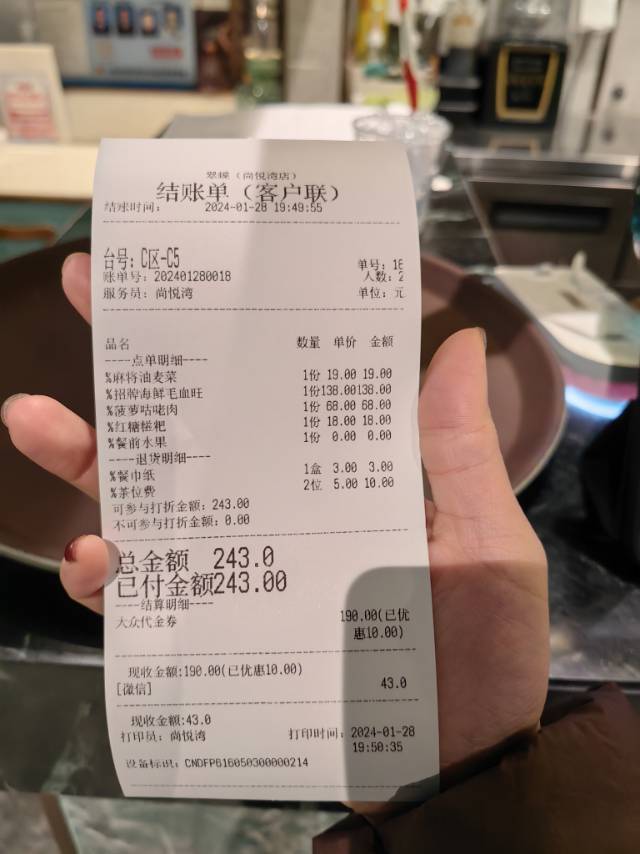 翠蝶（尚悦湾店）
结账单（客户联）
结账时间： 2024-01-28 19:49:55
台号：C区-C5
单号：18
账单号：202401280018
人数：2
服务员：尚悦湾
单位：元
品名 数量 单价 金额
----点单明细----
%麻将油麦菜 1份 19.00 19.00
%招牌海鲜毛血旺 1份138.00138.00
%菠萝咕咾肉 1份 68.00 68.00
%红糖糍粑 1份 18.00 18.00
%餐前水果 1份 0.00 0.00
----退货明细----
%餐巾纸 1盒 3.00 3.00
%茶位费 2位 5.00 10.00
可参与打折金额：243.00
不可参与打折金额：0.00
总金额 243.0
已付金额243.00
----结算明细----
大众代金券 190.00(已优
惠10.00)
现收金额:190.00(已优惠10.00)
[微信] 43.0
现收金额:43.0
打印员：尚悦湾 打印时间：2024-01-28
19:50:35
设备标识：CNDFP616050300000214